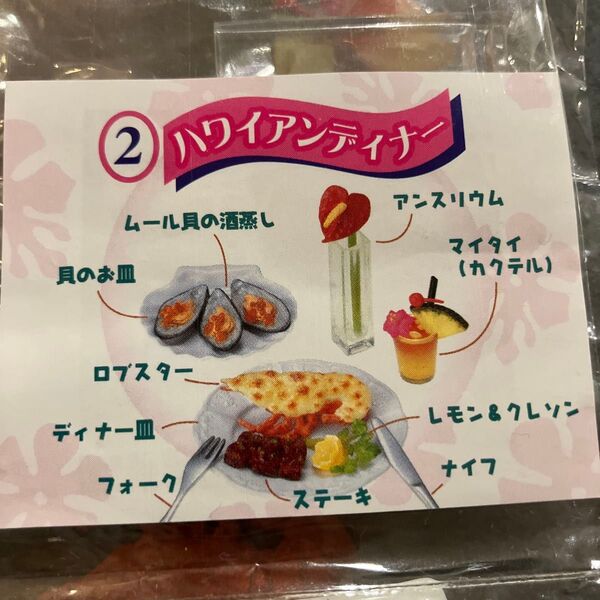 2 ハワイアンディナー
アンスリウム
ムール貝の酒蒸し
マイタイ
(カクテル)
貝のお皿
ロブスター
レモン&クレソン
ディナー皿
ナイフ
フォーク
ステーキ